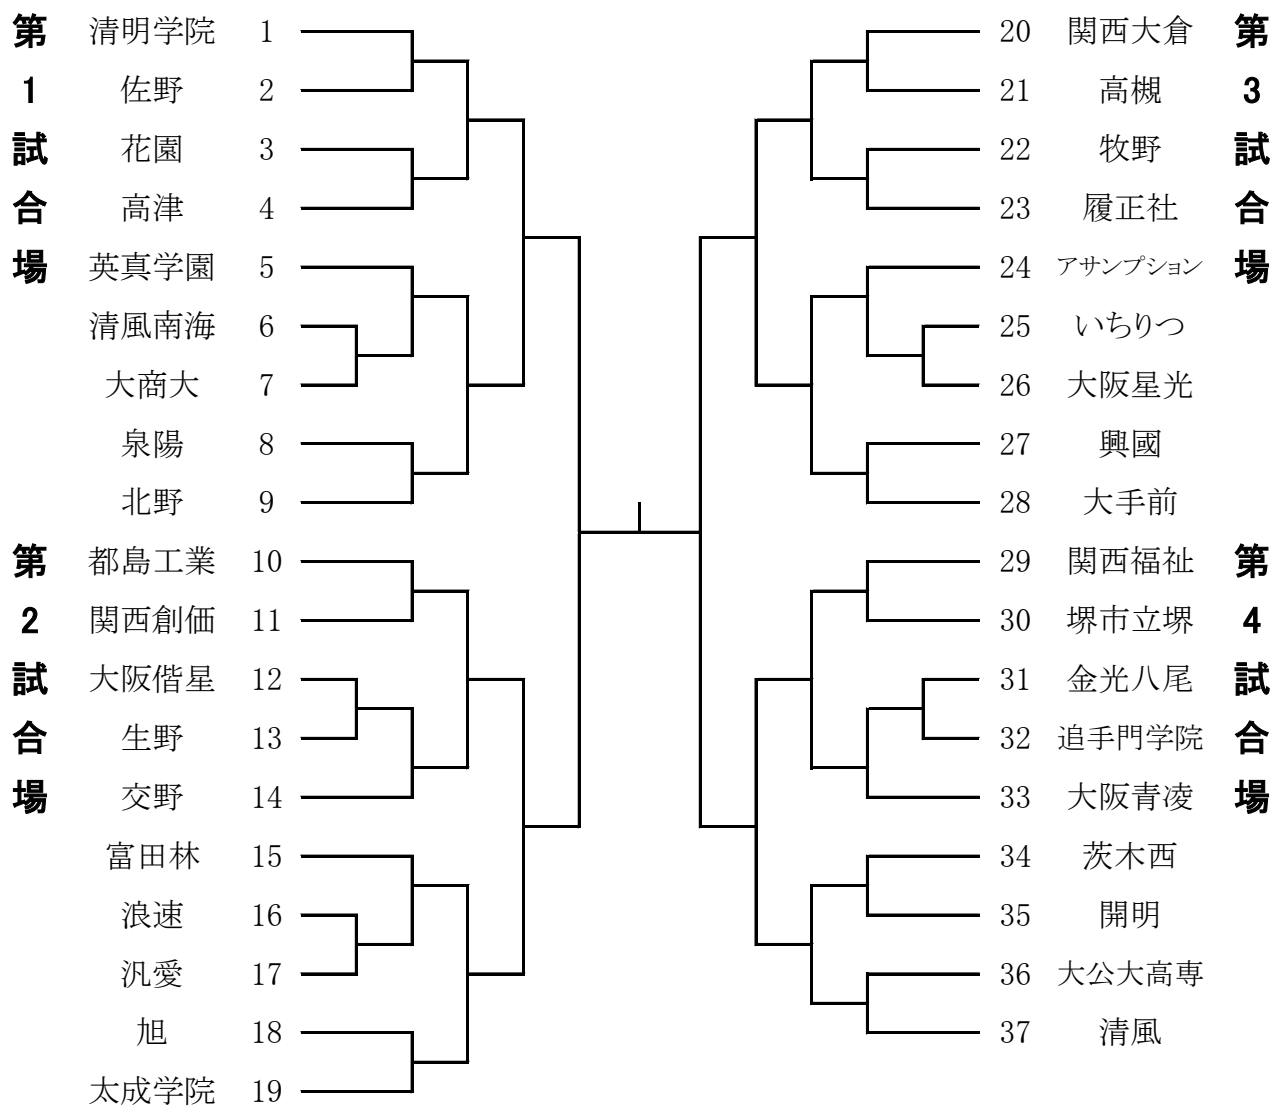 第1試合場
清明学院 1
佐野 2
花園 3
高津 4
英真学園 5
清風南海 6
大商大 7
泉陽 8
北野 9
第2試合場
都島工業 10
関西創価 11
大阪偕星 12
生野 13
交野 14
富田林 15
浪速 16
汎愛 17
旭 18
太成学院 19
第3試合場
20 関西大倉
21 高槻
22 牧野
23 履正社
24 アサンプション
25 いちりつ
26 大阪星光
27 興國
28 大手前
第4試合場
29 関西福祉
30 堺市立堺
31 金光八尾
32 追手門学院
33 大阪青凌
34 茨木西
35 開明
36 大公大高専
37 清風